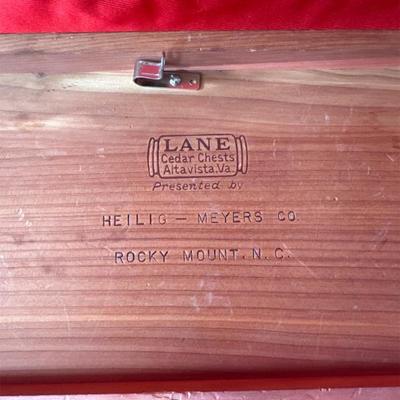 LANE
Cedar Chests
Altavista.Va.
Presented by
HEILIG — MEYERS CO.
ROCKY MOUNT. N. C.